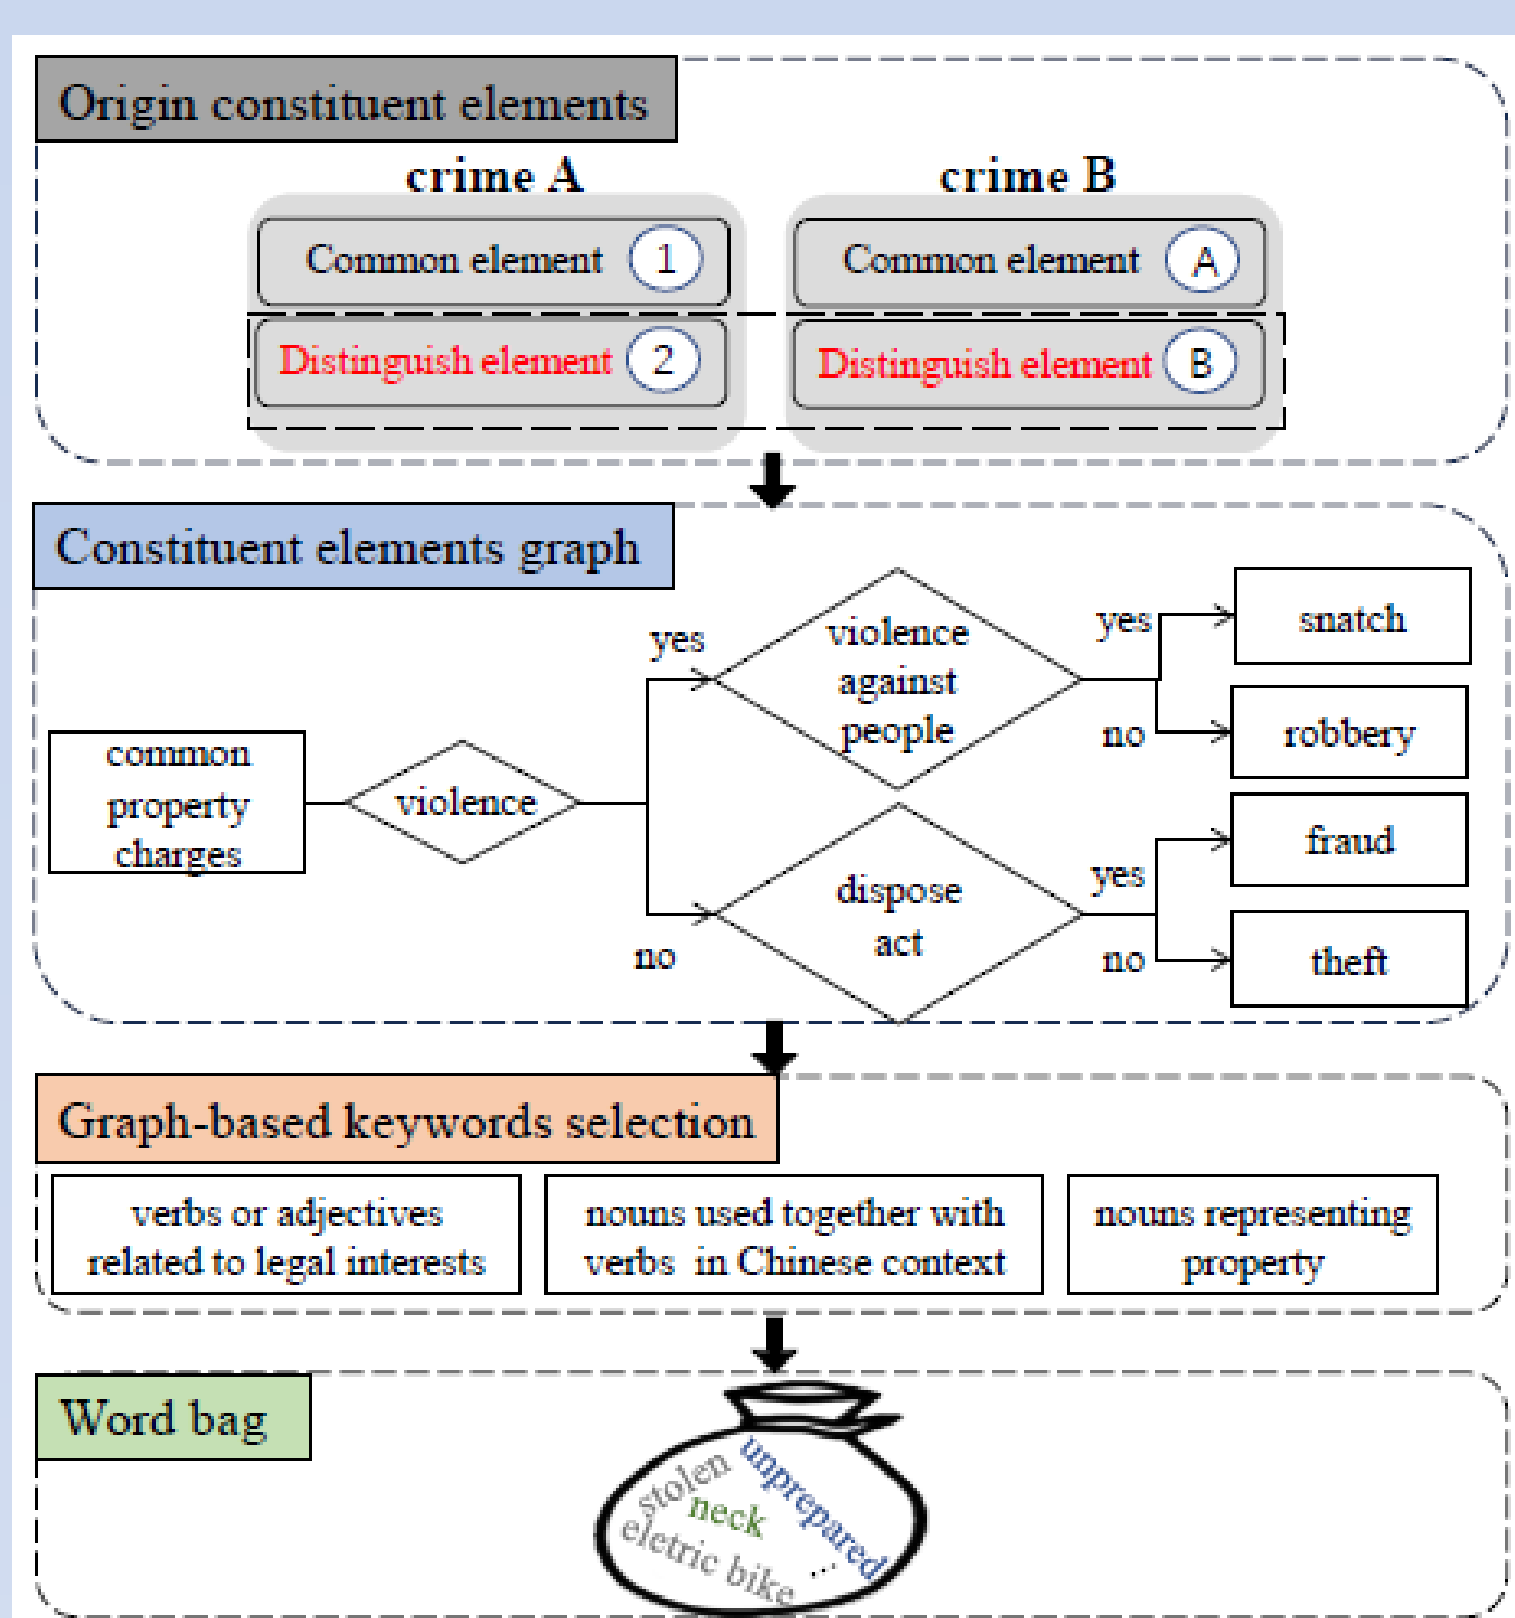 Origin constituent elements
crime A
crime B
Common element 1
Common element A
Distinguish element 2
Distinguish element B
Constituent elements graph
common
property
charges
violence
yes
no
violence
against
people
yes
no
snatch
robbery
dispose
act
yes
no
fraud
theft
Graph-based keywords selection
verbs or adjectives
related to legal interests
nouns used together with
verbs in Chinese context
nouns representing
property
Word bag
stolen
unprepared
neck
eletric bike
...